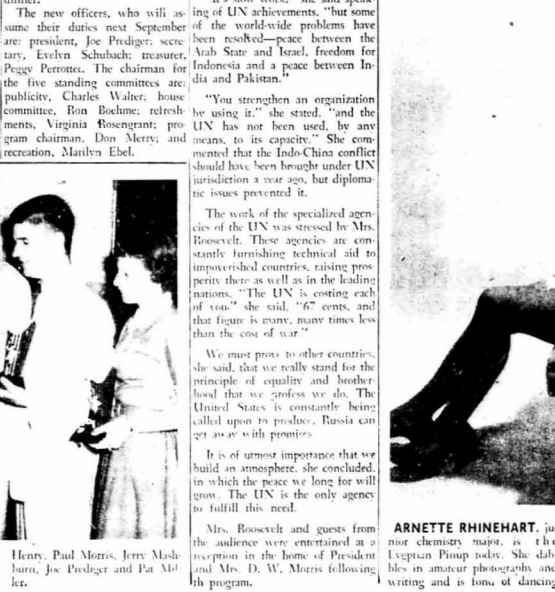 The new officers, who will as-
sume their duties next September
are: president, Joe Prediger; secre-
tary, Evelyn Schubach; treasurer,
Peggy Perrottet. The chairman for
the five standing committees are:
publicity, Charles Walter; house
committee, Ron Boehme; refresh-
ments, Virginia Rosengrant; pro-
gram chairman, Don Merry; and
recreation, Marilyn Ebel.
Henry, Paul Morris, Jerry Mash-
burn, Joe Prediger and Pat Mil-
ler.
ing of UN achievements, "but some
of the world-wide problems have
been resolved—peace between the
Arab State and Israel, freedom for
Indonesia and a peace between In-
dia and Pakistan."
"You strengthen an organization
by using it," she stated, "and the
UN has not been used, by any
means, to its capacity." She com-
mented that the Indo-China conflict
should have been brought under UN
jurisdiction a year ago, but diploma-
tic issues prevented it.
The work of the specialized agen-
cies of the UN was stressed by Mrs.
Roosevelt. These agencies are con-
stantly furnishing technical aid to
impoverished countries, raising pros-
perity there as well as in the leading
nations. "The UN is costing each
of you," she said, "67 cents, and
that figure is many, many times less
than the cost of war."
We must prove to other countries,
she said, that we really stand for the
principle of equality and brother-
hood that we profess we do. The
United States is constantly being
called upon to produce, Russia can
get away with promises.
It is of utmost importance that we
build an atmosphere, she concluded,
in which the peace we long for will
grow. The UN is the only agency
to fulfill this need.
Mrs. Roosevelt and guests from
the audience were entertained at a
reception in the home of President
and Mrs. D. W. Morris following
th program.
ARNETTE RHINEHART, ju
nior chemistry major, is the
Egyptian Pinup today. She dab
bles in amateur photography and
writing and is fond of dancing